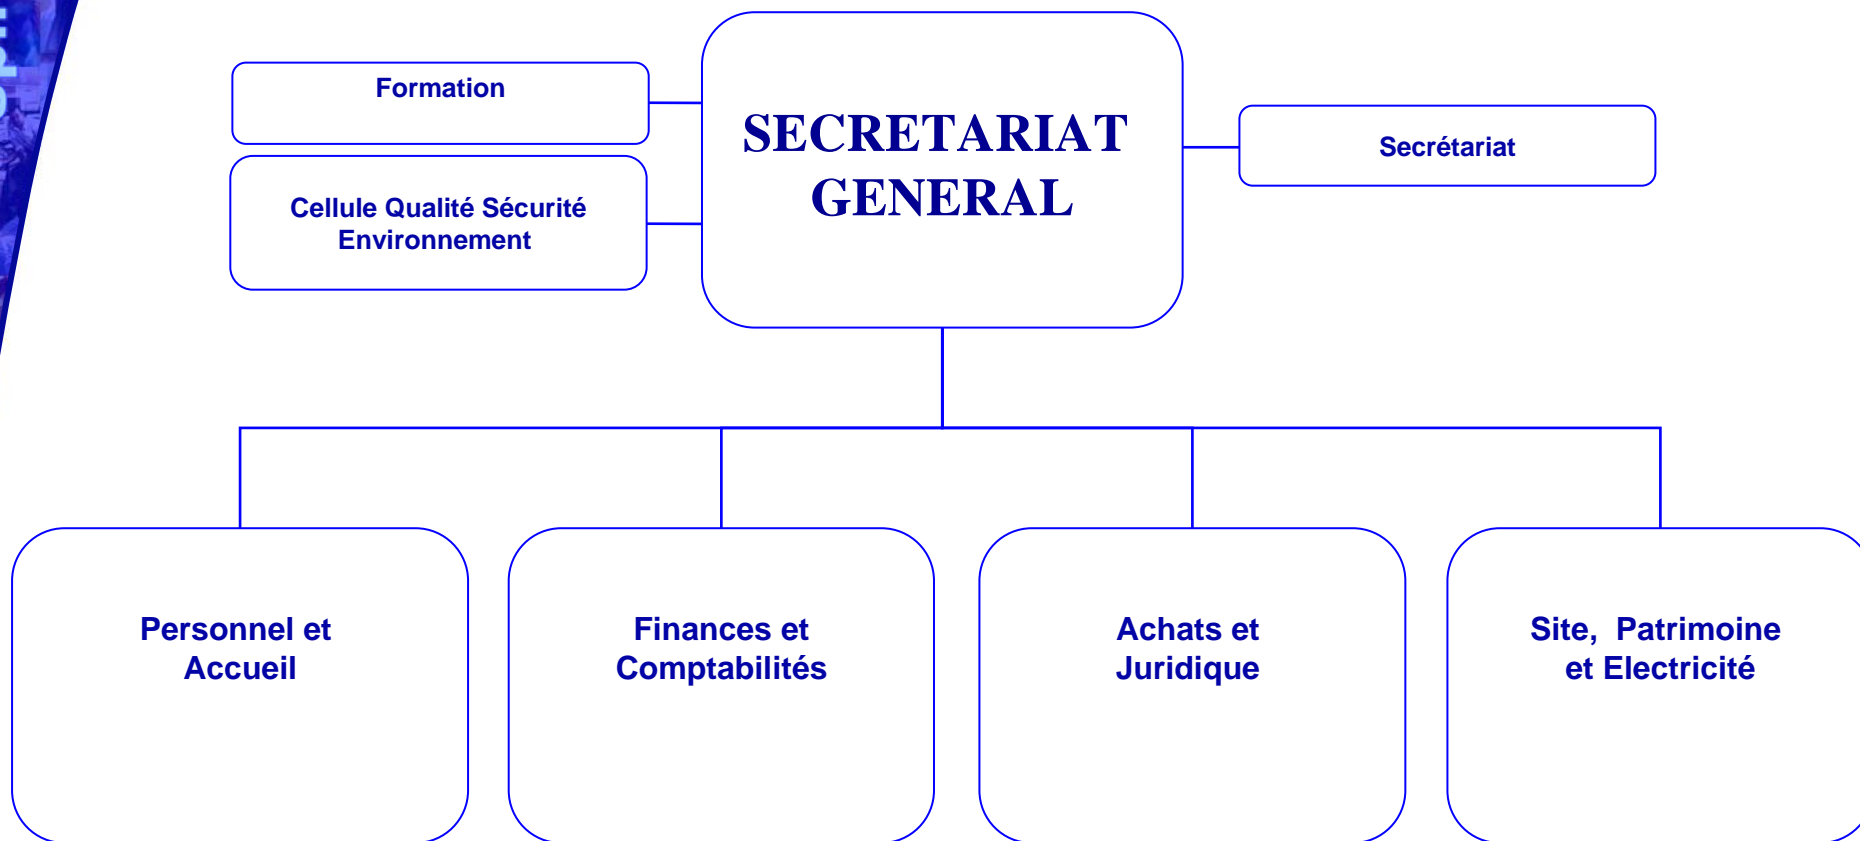 Formation
SECRETARIAT
GENERAL
Secrétariat
Cellule Qualité Sécurité
Environnement
Personnel et
Accueil
Finances et
Comptabilités
Achats et
Juridique
Site, Patrimoine
et Electricité